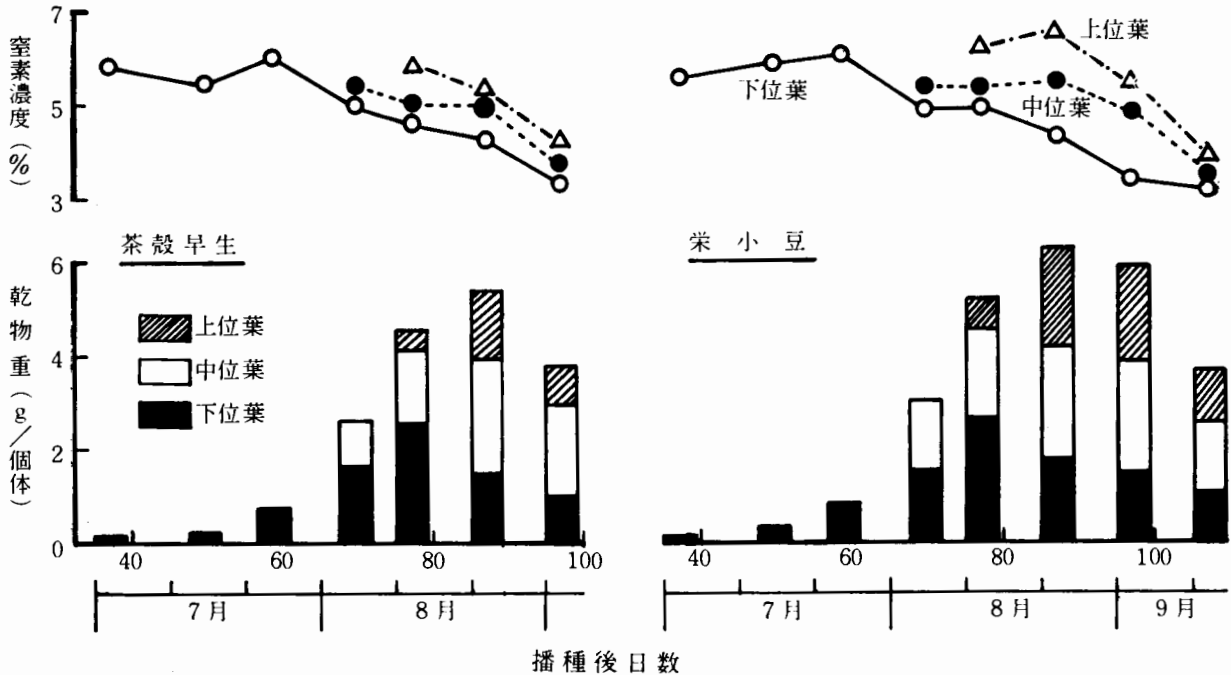 7
5
3
窒素濃度(%)
上位葉
下位葉
中位葉
茶殻早生
栄小豆
6
4
2
0
乾物重(g/個体)
上位葉
中位葉
下位葉
40 60 80 100
40 60 80 100
7月 8月
7月 8月 9月
播種後日数